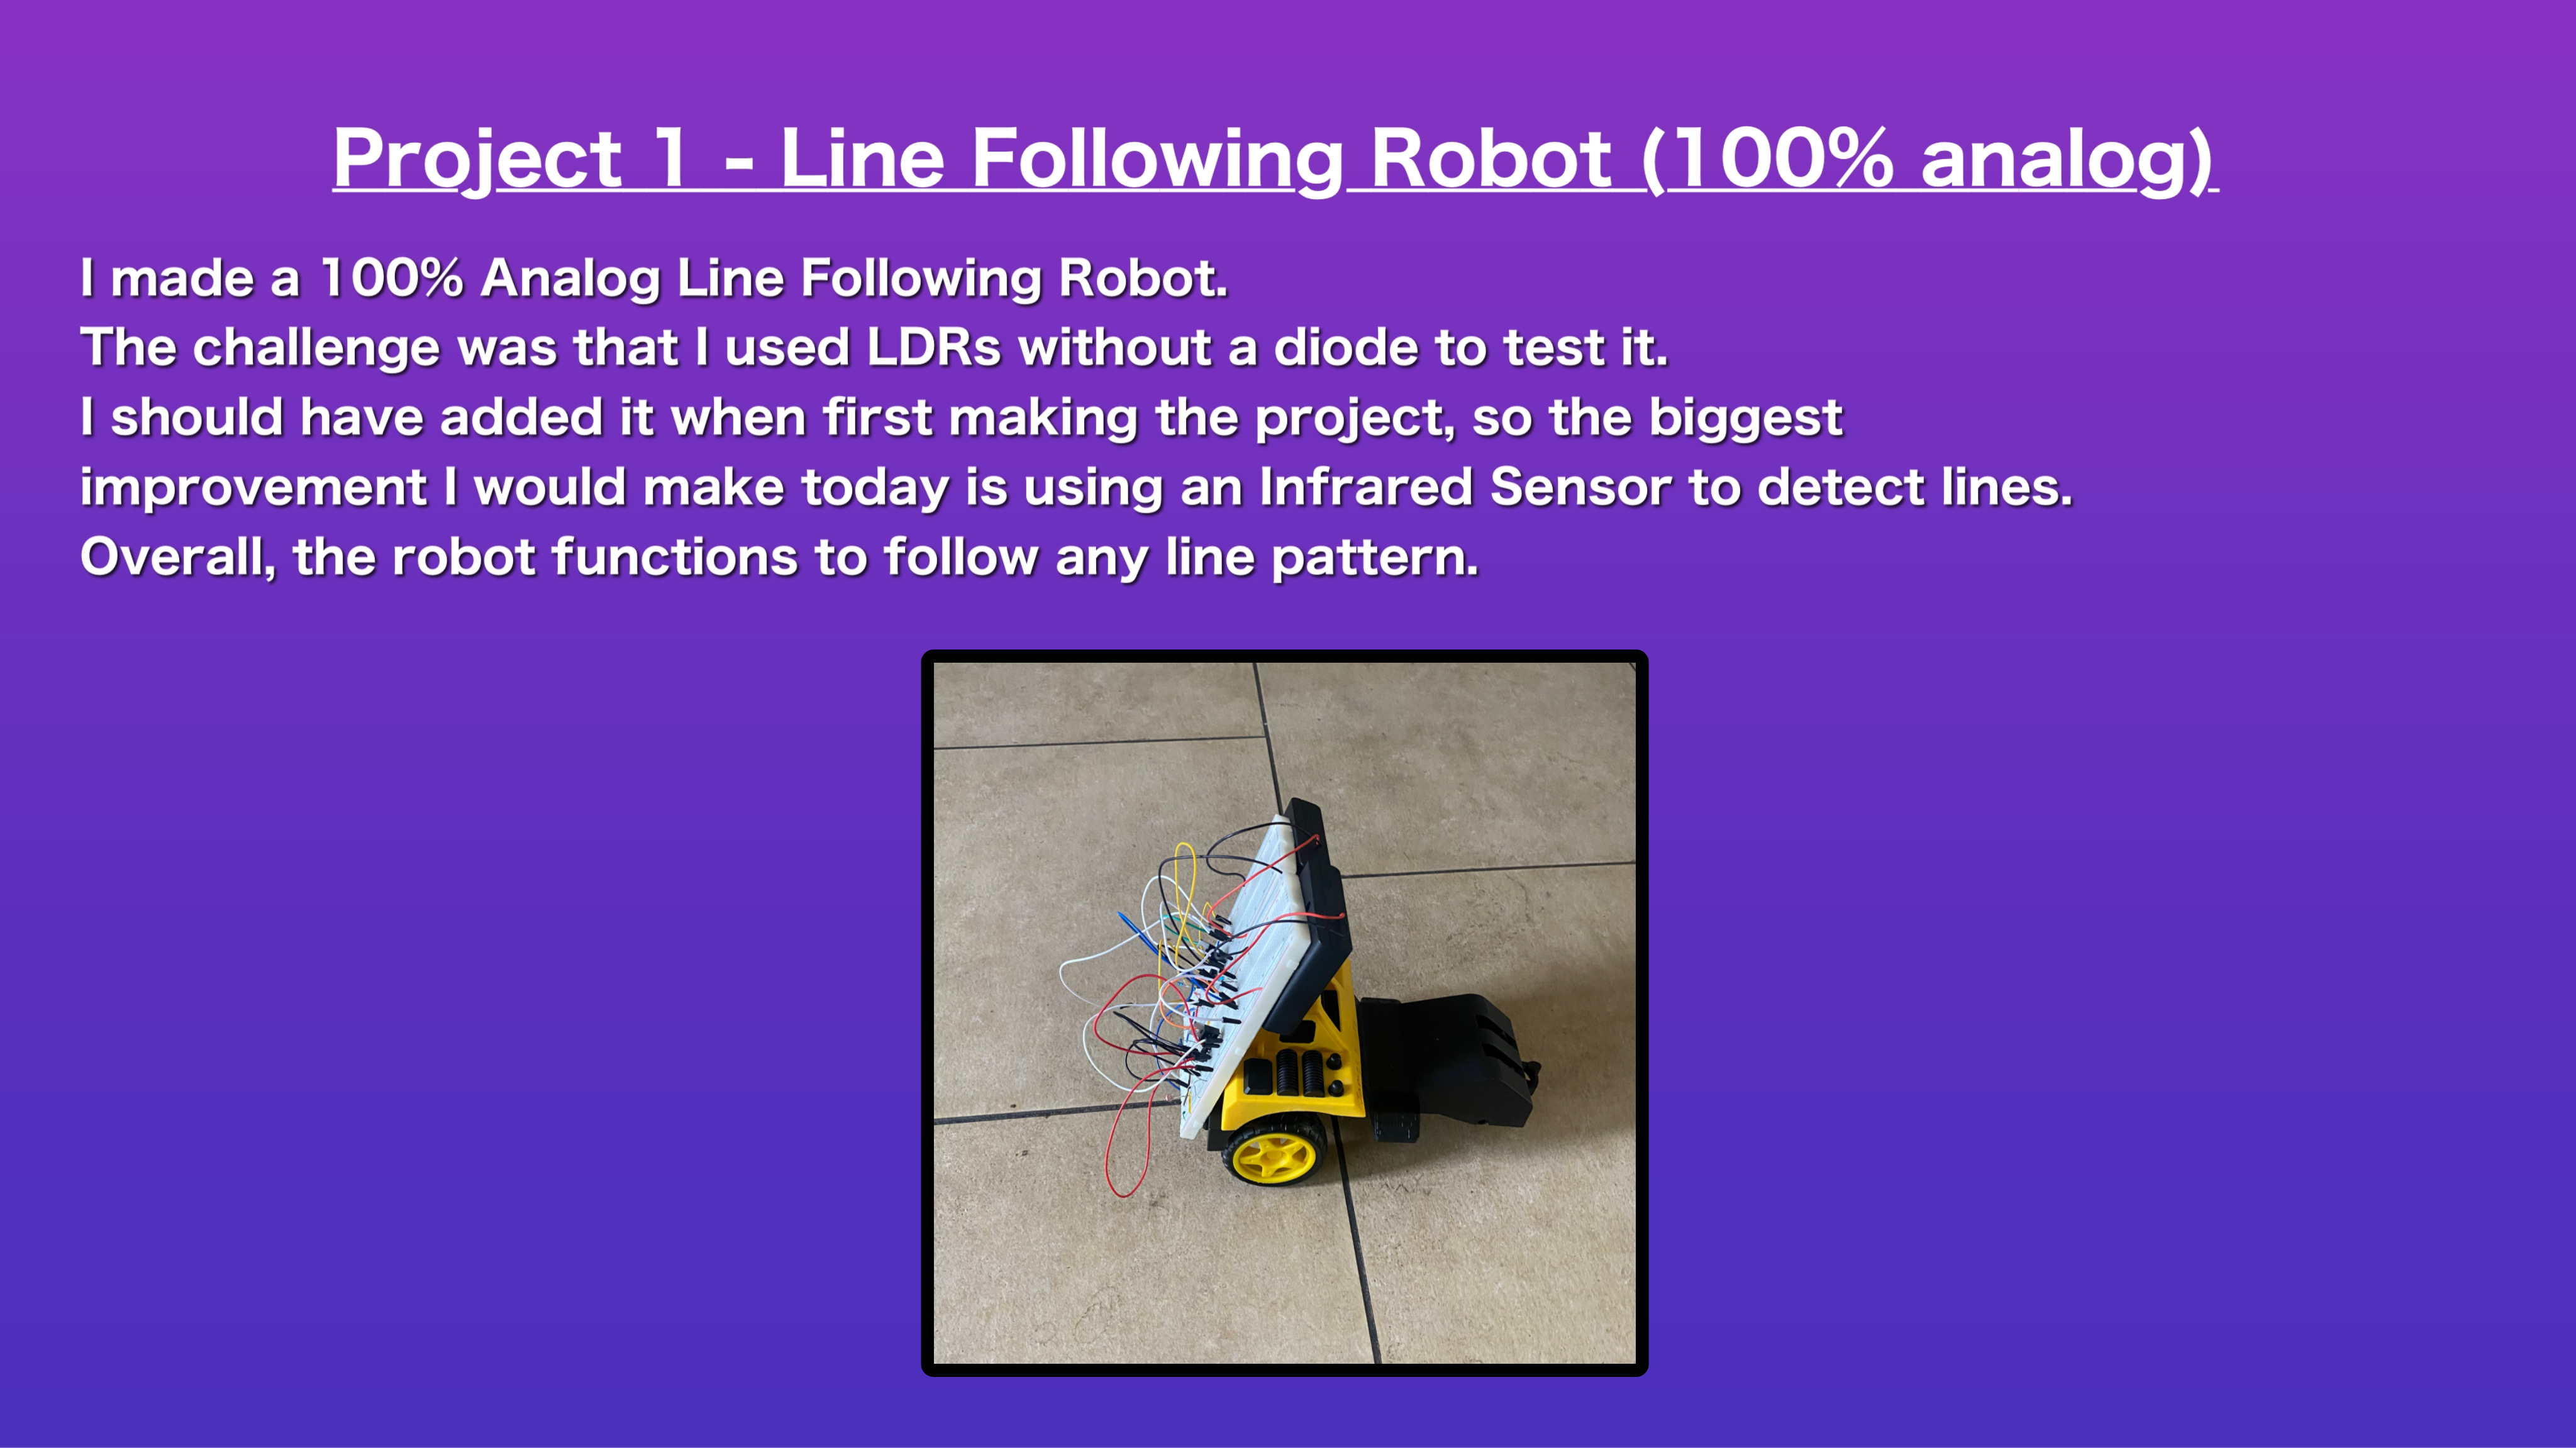 Project 1 - Line Following Robot (100% analog)
I made a 100% Analog Line Following Robot.
The challenge was that I used LDRs without a diode to test it.
I should have added it when first making the project, so the biggest
improvement I would make today is using an Infrared Sensor to detect lines.
Overall, the robot functions to follow any line pattern.